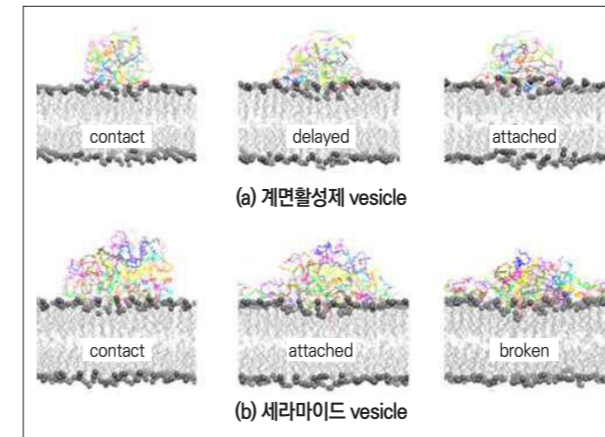 contact
delayed
attached
(a) 계면활성제 vesicle
contact
attached
broken
(b) 세라마이드 vesicle